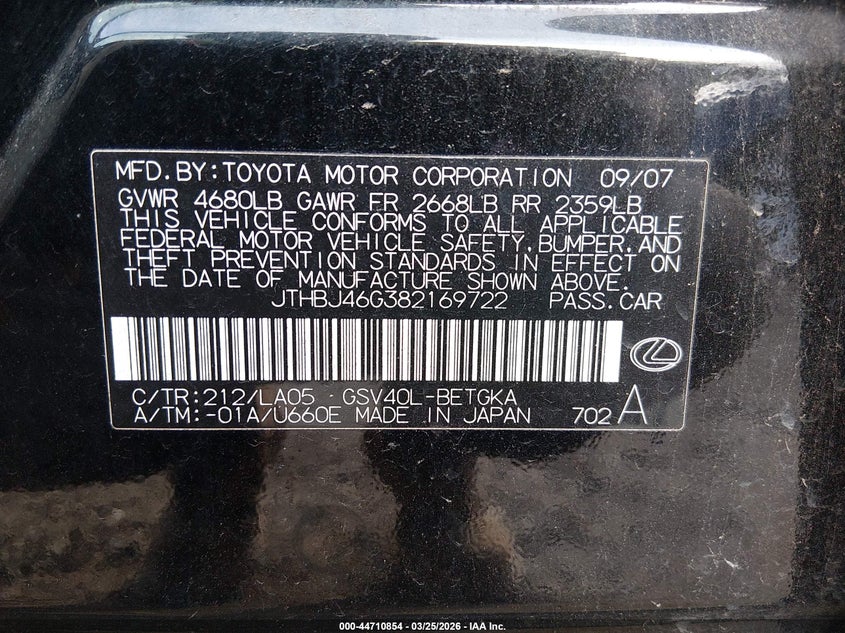 MFD.BY:TOYOTA MOTOR CORPORATION 09/07
GVWR 4680LB GAWR FR 2668LB RR 2359LB
THIS VEHICLE CONFORMS TO ALL APPLICABLE
FEDERAL MOTOR VEHICLE SAFETY,BUMPER,AND
THEFT PREVENTION STANDARDS IN EFFECT ON
THE DATE OF MANUFACTURE SHOWN ABOVE.
JTHBJ46G382169722 PASS.CAR
C/TR:212/LA05 GSV40L-BETGKA
A/TM:-01A/U660E MADE IN JAPAN 702 A
000-44710854 - 03/25/2026 - IAA Inc.